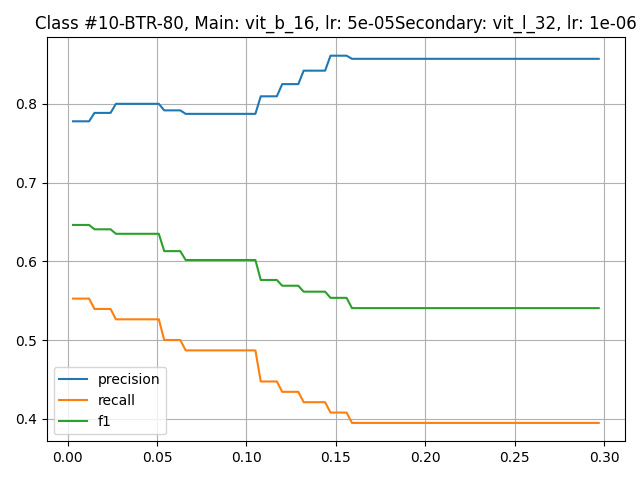 Class #10-BTR-80, Main: vit_b_16, lr: 5e-05Secondary: vit_l_32, lr: 1e-06
0.8
0.7
0.6
0.5
0.4
precision
recall
f1
0.00 0.05 0.10 0.15 0.20 0.25 0.30